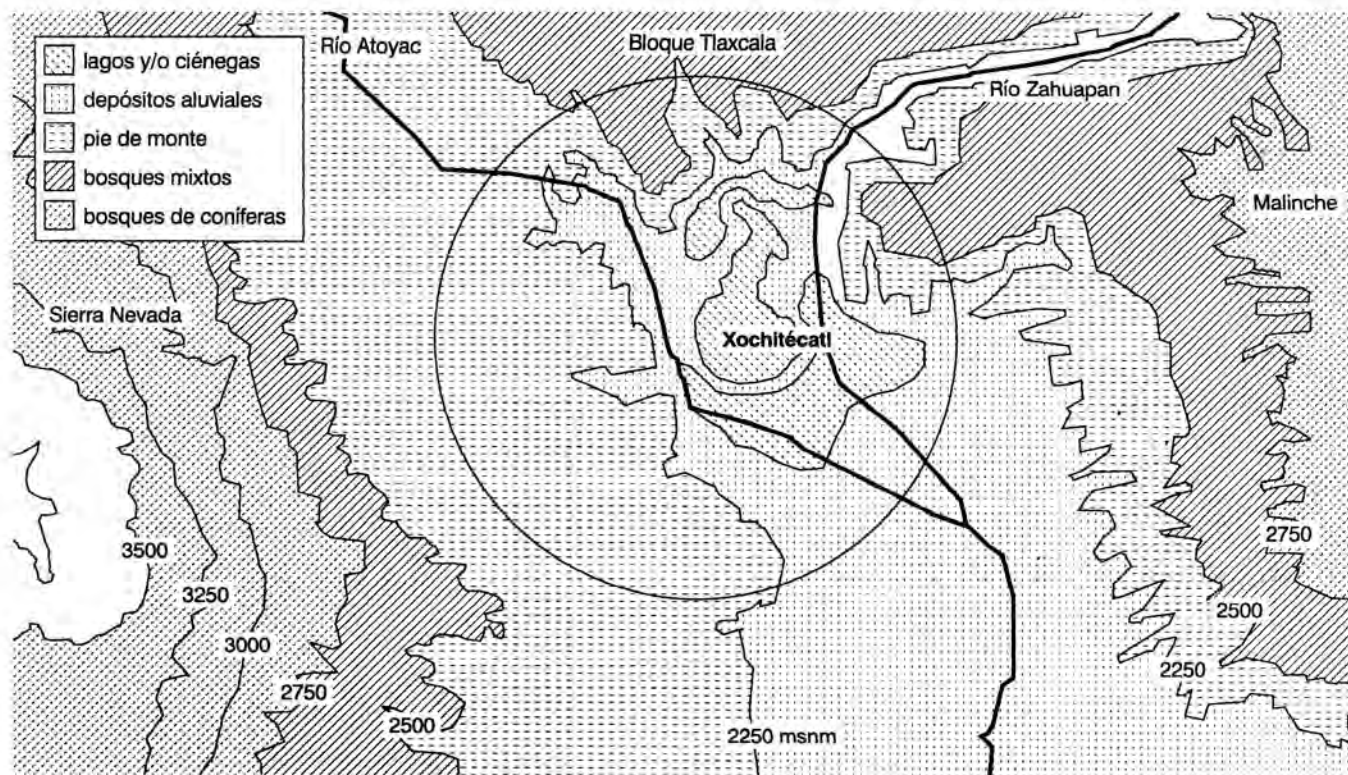 lagos y/o ciénegas
depósitos aluviales
pie de monte
bosques mixtos
bosques de coníferas
Río Atoyac
Bloque Tlaxcala
Río Zahuapan
Malinche
Sierra Nevada
Xochitécatl
3500
3250
3000
2750
2500
2250 msnm
2750
2500
2250